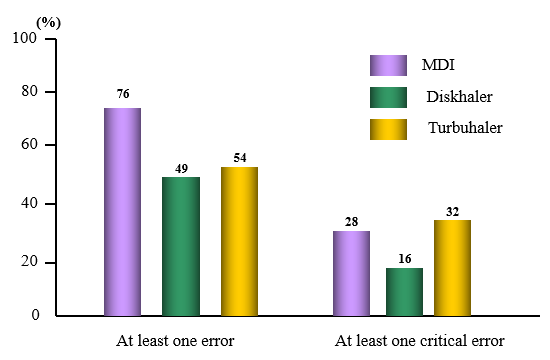 (%)
100
80
60
40
20
0
76
49
54
28
16
32
MDI
Diskhaler
Turbuhaler
At least one error
At least one critical error